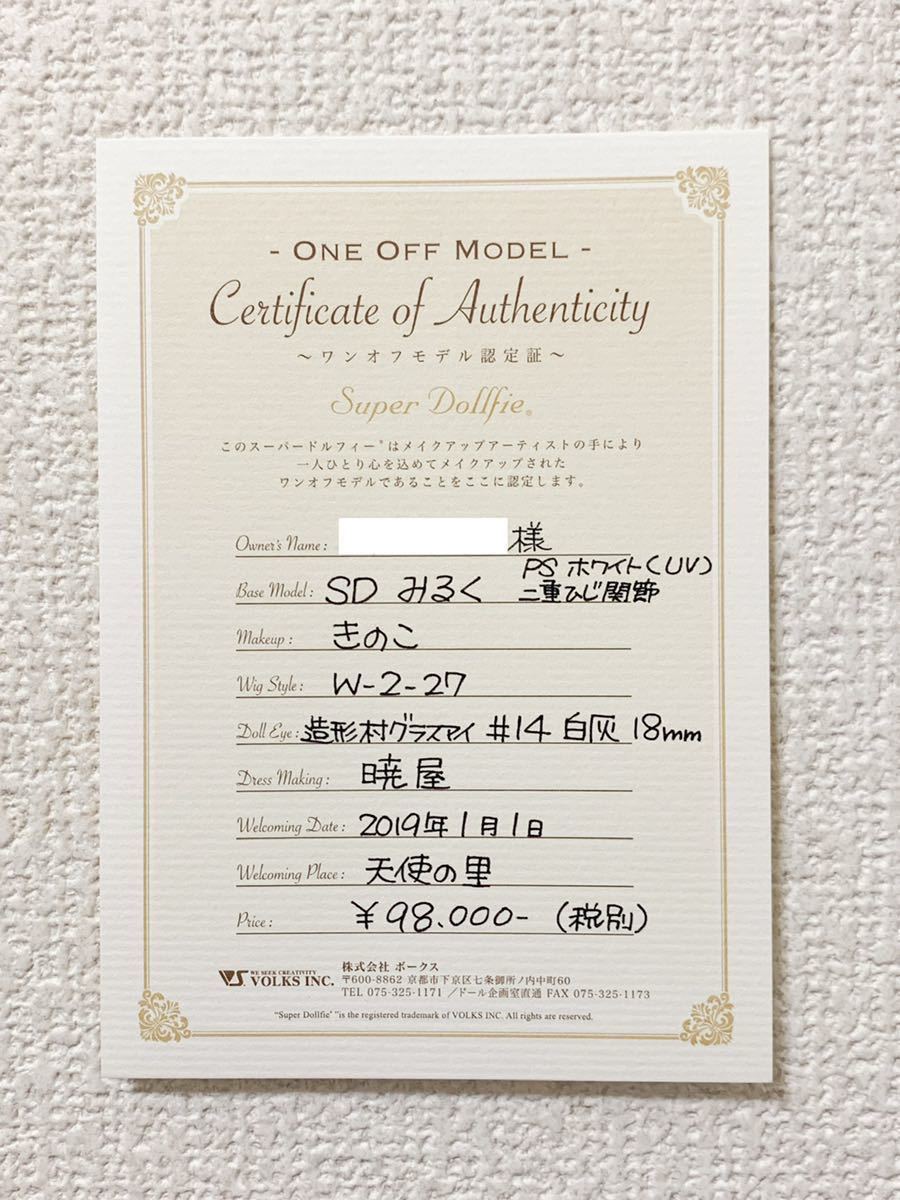 - ONE OFF MODEL -
Certificate of Authenticity
～ワンオフモデル認定証～
Super Dollfie®
このスーパードルフィー®はメイクアップアーティストの手により
一人ひとり心を込めてメイクアップされた
ワンオフモデルであることをここに認定します。
Owner's Name: 様
PS ホワイト(UV)
Base Model: SD みるく 二重ひじ関節
Makeup: きのこ
Wig Style: W-2-27
Doll Eye: 造形村グラスアイ #14 白灰 18mm
Dress Making: 暁屋
Welcoming Date: 2019年1月1日
Welcoming Place: 天使の里
Price: ¥98.000- (税別)
VS WE SEEK CREATIVITY VOLKS INC.
株式会社 ボークス
〒600-8862 京都市下京区七条御所ノ内中町60
TEL 075-325-1171 ／ドール企画室直通 FAX 075-325-1173
"Super Dollfie® "is the registered trademark of VOLKS INC. All rights are reserved.